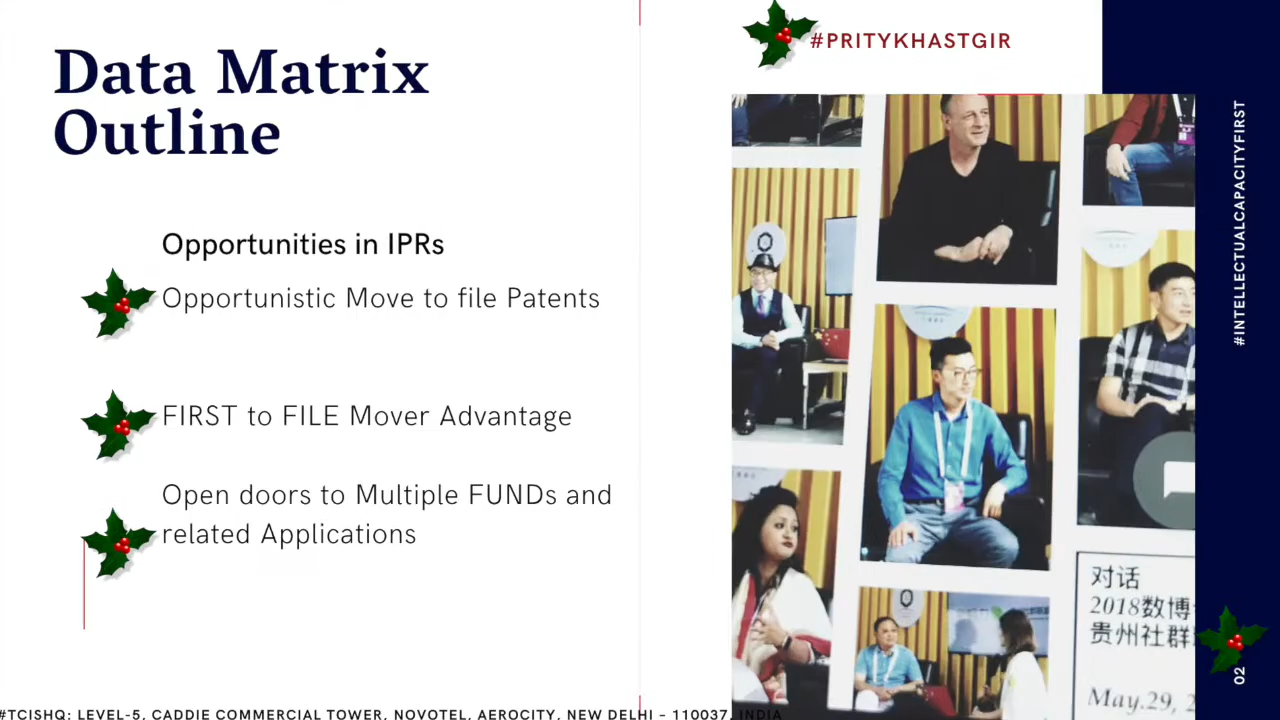 Data Matrix
Outline
Opportunities in IPRs
Opportunistic Move to file Patents
FIRST to FILE Mover Advantage
Open doors to Multiple FUNDs and
related Applications
#TCISHQ: LEVEL-5, CADDIE COMMERCIAL TOWER, NOVOTEL, AEROCITY, NEW DELHI – 110037, INDIA
#PRITYKHASTGIR
对话
2018数博
贵州社群
May.29, 2
#INTELLECTUALCAPACITYFIRST
02